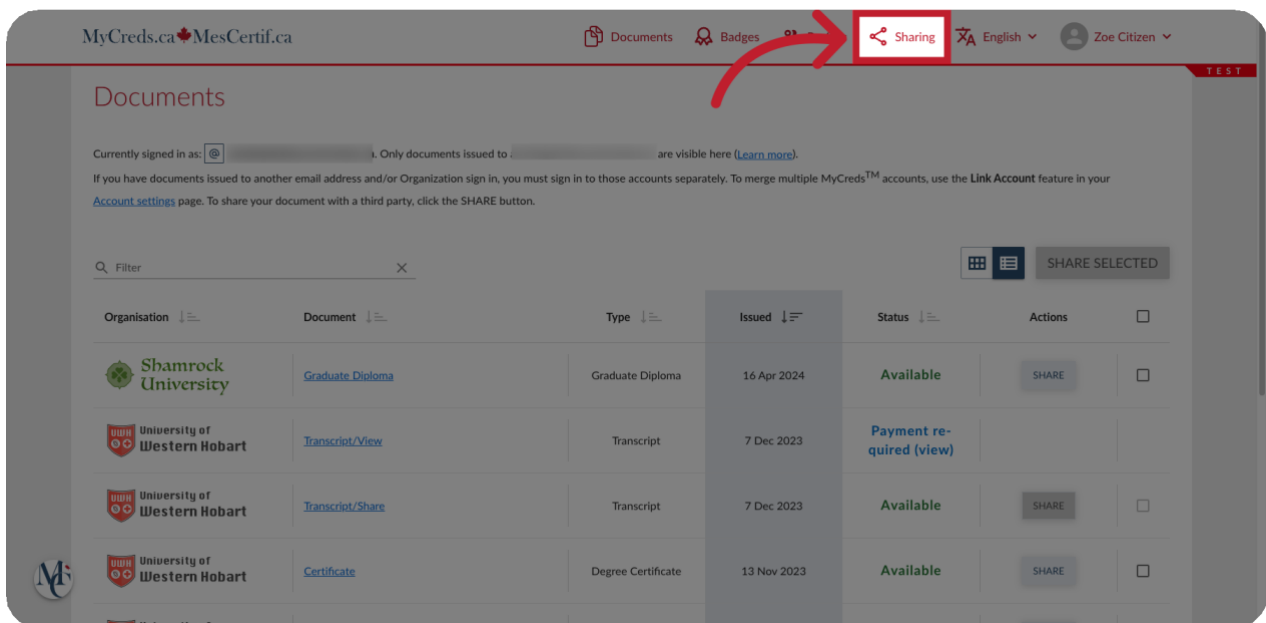 MyCreds.ca MesCertif.ca
Documents
Badges
Sharing
English
Zoe Citizen
TEST
Documents
Currently signed in as: @ . Only documents issued to are visible here (Learn more).
If you have documents issued to another email address and/or Organization sign in, you must sign in to those accounts separately. To merge multiple MyCreds™ accounts, use the Link Account feature in your
Account settings page. To share your document with a third party, click the SHARE button.
Filter
SHARE SELECTED
Organisation Document Type Issued Status Actions
Shamrock
University
Graduate Diploma Graduate Diploma 16 Apr 2024 Available SHARE
UWH University of
Western Hobart
Transcript/View Transcript 7 Dec 2023
Payment re-
quired (view)
UWH University of
Western Hobart
Transcript/Share Transcript 7 Dec 2023 Available SHARE
UWH University of
Western Hobart
Certificate Degree Certificate 13 Nov 2023 Available SHARE